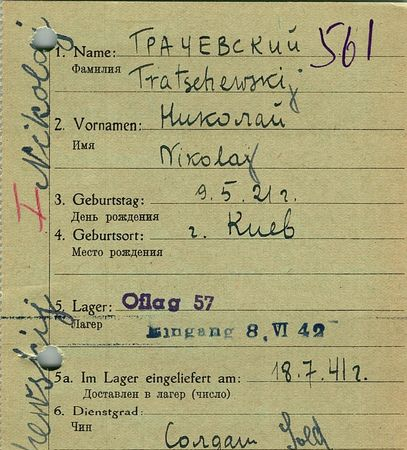 1. Name: ТРАЧЕВСКИЙ 561
Фамилия Tratschewskij
2. Vornamen: Николай
Имя
Nikolay
3. Geburtstag: 9.5.21 г.
День рождения
4. Geburtsort: г. Киев
Место рождения
5. Lager: Oflag 57
Лагерь
Eingang 8. VI 42
5a. Im Lager eingeliefert am: 18.7.41 г.
Доставлен в лагерь (число)
6. Dienstgrad:
Чин Солдат Sold
Nikolaj